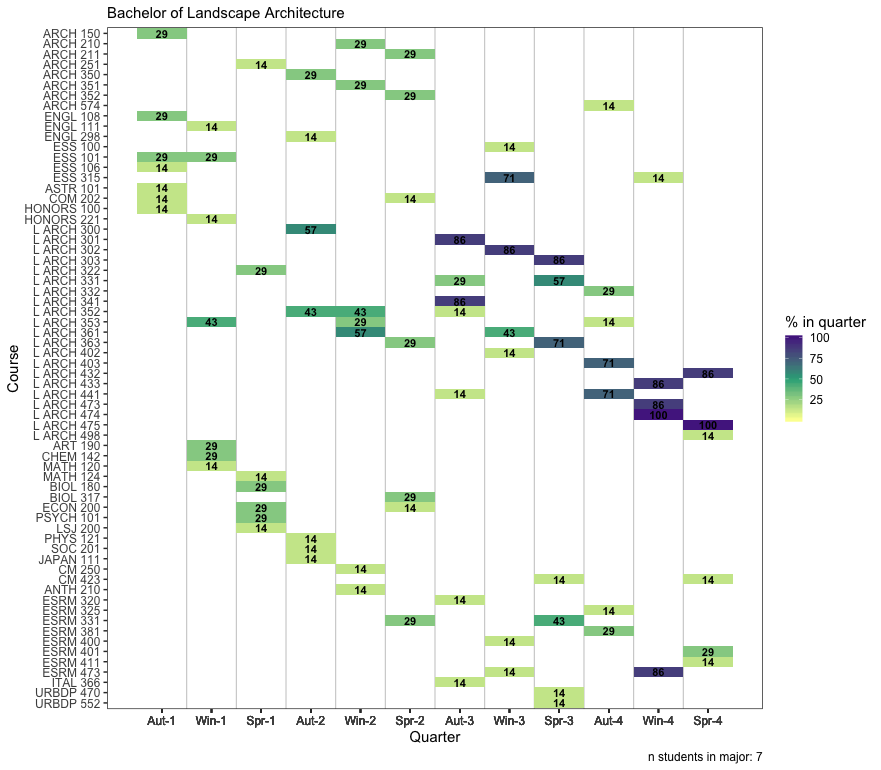 Bachelor of Landscape Architecture
ARCH 150 29
ARCH 210 29
ARCH 211 29
ARCH 251 14
ARCH 350 29
ARCH 351 29
ARCH 352 29
ARCH 574 14
ENGL 108 29
ENGL 111 14
ENGL 298 14
ESS 100 14
ESS 101 29 29
ESS 106 14
ESS 315 71 14
ASTR 101 14
COM 202 14 14
HONORS 100 14
HONORS 221 14
L ARCH 300 57
L ARCH 301 86
L ARCH 302 86
L ARCH 303 86
L ARCH 322 29
L ARCH 331 29 57
L ARCH 332 29
L ARCH 341 86
L ARCH 352 43 43 14
L ARCH 353 43 29 14
L ARCH 361 57 43
L ARCH 363 29 71
L ARCH 402 14
L ARCH 403 71
L ARCH 432 86
L ARCH 433 86
L ARCH 441 14 71
L ARCH 473 86
L ARCH 474 100
L ARCH 475 100
L ARCH 498 14
ART 190 29
CHEM 142 29
MATH 120 14
MATH 124 14
BIOL 180 29
BIOL 317 29
ECON 200 29 14
PSYCH 101 29
LSJ 200 14
PHYS 121 14
SOC 201 14
JAPAN 111 14
CM 250 14
CM 423 14 14
ANTH 210 14
ESRM 320 14
ESRM 325 14
ESRM 331 29 43
ESRM 381 29
ESRM 400 14
ESRM 401 29
ESRM 411 14
ESRM 473 14 86
ITAL 366 14
URBDP 470 14
URBDP 552 14
Course
Aut-1 Win-1 Spr-1 Aut-2 Win-2 Spr-2 Aut-3 Win-3 Spr-3 Aut-4 Win-4 Spr-4
Quarter
% in quarter
100
75
50
25
n students in major: 7